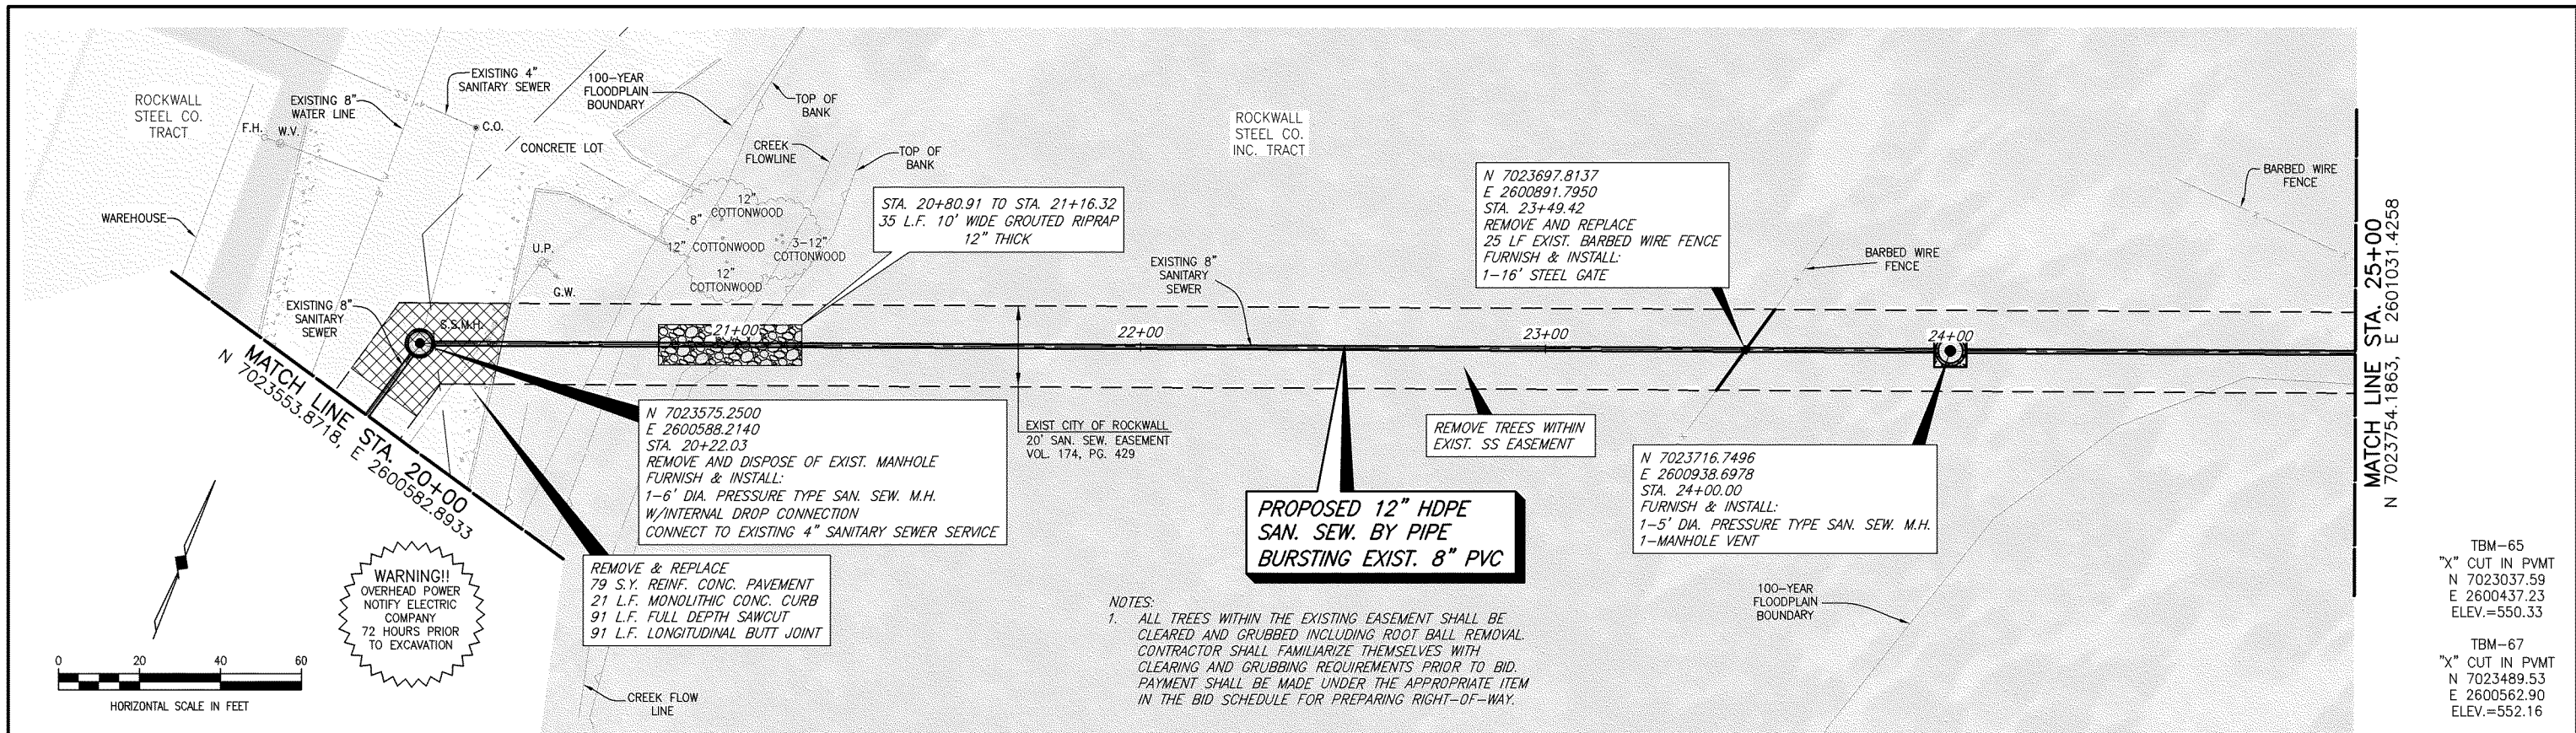 ROCKWALL
STEEL CO.
TRACT
EXISTING 8"
WATER LINE
EXISTING 4"
SANITARY SEWER
100-YEAR
FLOODPLAIN
BOUNDARY
TOP OF
BANK
F.H.
W.V.
C.O.
CONCRETE LOT
CREEK
FLOWLINE
TOP OF
BANK
ROCKWALL
STEEL CO.
INC. TRACT
WAREHOUSE
8"
12"
COTTONWOOD
12" COTTONWOOD
3-12"
COTTONWOOD
12"
COTTONWOOD
U.P.
G.W.
STA. 20+80.91 TO STA. 21+16.32
35 L.F. 10' WIDE GROUTED RIPRAP
12" THICK
EXISTING 8"
SANITARY
SEWER
N 7023697.8137
E 2600891.7950
STA. 23+49.42
REMOVE AND REPLACE
25 LF EXIST. BARBED WIRE FENCE
FURNISH & INSTALL:
1-16' STEEL GATE
BARBED WIRE
FENCE
BARBED WIRE
FENCE
EXISTING 8"
SANITARY
SEWER
S.S.M.H.
21+00
22+00
23+00
24+00
MATCH LINE STA. 20+00
N 7023553.8718, E 2600582.8933
MATCH LINE STA. 25+00
N 7023754.1863, E 2601031.4258
N 7023575.2500
E 2600588.2140
STA. 20+22.03
REMOVE AND DISPOSE OF EXIST. MANHOLE
FURNISH & INSTALL:
1-6' DIA. PRESSURE TYPE SAN. SEW. M.H.
W/INTERNAL DROP CONNECTION
CONNECT TO EXISTING 4" SANITARY SEWER SERVICE
EXIST CITY OF ROCKWALL
20' SAN. SEW. EASEMENT
VOL. 174, PG. 429
REMOVE TREES WITHIN
EXIST. SS EASEMENT
N 7023716.7496
E 2600938.6978
STA. 24+00.00
FURNISH & INSTALL:
1-5' DIA. PRESSURE TYPE SAN. SEW. M.H.
1-MANHOLE VENT
PROPOSED 12" HDPE
SAN. SEW. BY PIPE
BURSTING EXIST. 8" PVC
REMOVE & REPLACE
79 S.Y. REINF. CONC. PAVEMENT
21 L.F. MONOLITHIC CONC. CURB
91 L.F. FULL DEPTH SAWCUT
91 L.F. LONGITUDINAL BUTT JOINT
WARNING!!
OVERHEAD POWER
NOTIFY ELECTRIC
COMPANY
72 HOURS PRIOR
TO EXCAVATION
NOTES:
1. ALL TREES WITHIN THE EXISTING EASEMENT SHALL BE
CLEARED AND GRUBBED INCLUDING ROOT BALL REMOVAL.
CONTRACTOR SHALL FAMILIARIZE THEMSELVES WITH
CLEARING AND GRUBBING REQUIREMENTS PRIOR TO BID.
PAYMENT SHALL BE MADE UNDER THE APPROPRIATE ITEM
IN THE BID SCHEDULE FOR PREPARING RIGHT-OF-WAY.
100-YEAR
FLOODPLAIN
BOUNDARY
CREEK FLOW
LINE
0 20 40 60
HORIZONTAL SCALE IN FEET
TBM-65
"X" CUT IN PVMT
N 7023037.59
E 2600437.23
ELEV.=550.33
TBM-67
"X" CUT IN PVMT
N 7023489.53
E 2600562.90
ELEV.=552.16